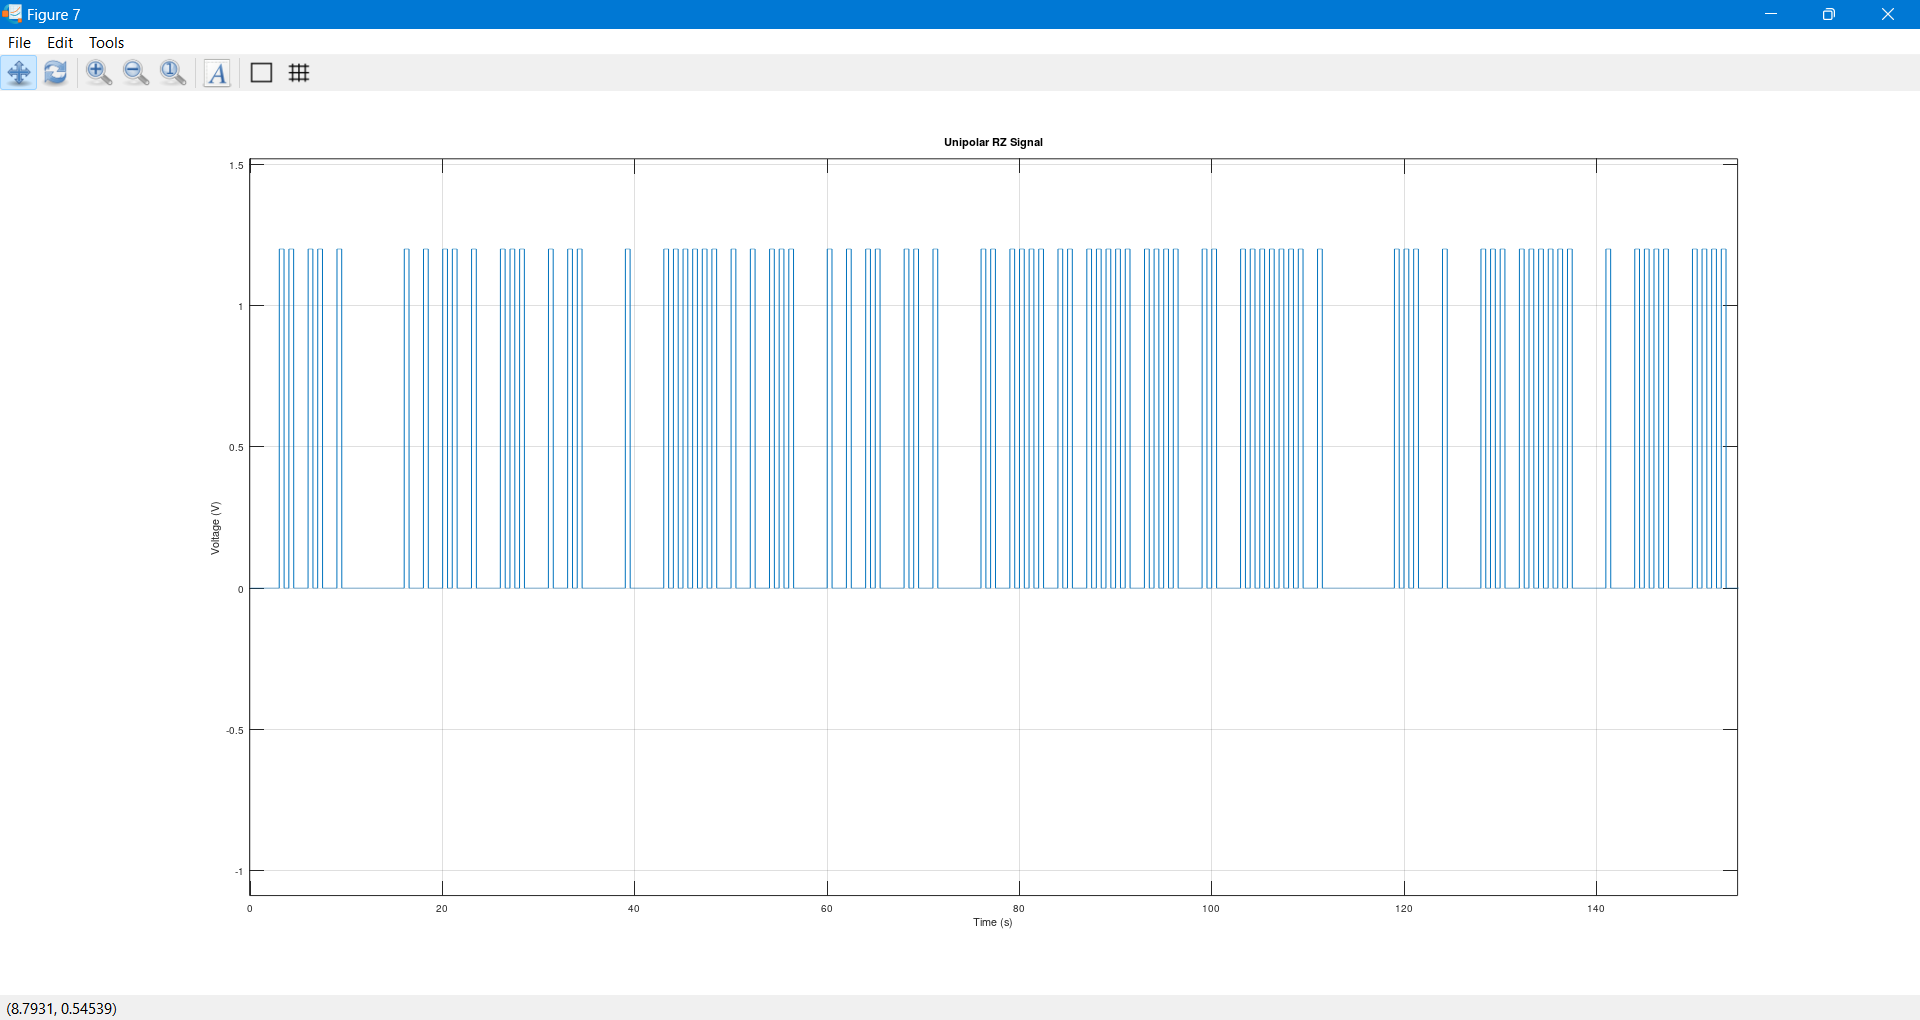 Figure 7
File Edit Tools
A
Unipolar RZ Signal
1.5
1
0.5
0
-0.5
-1
Voltage (V)
0 20 40 60 80 100 120 140
Time (s)
(8.7931, 0.54539)